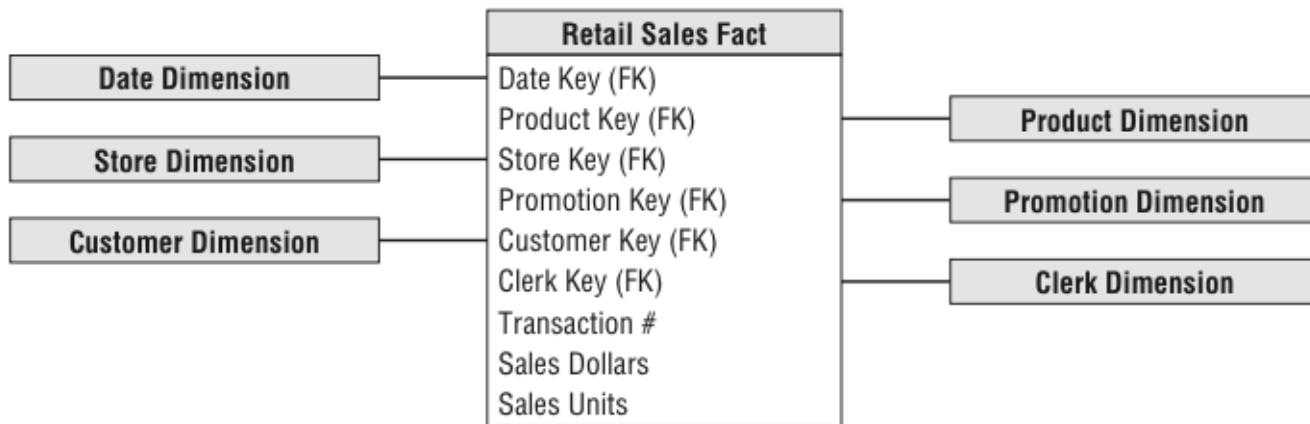 Retail Sales Fact
Date Key (FK)
Product Key (FK)
Store Key (FK)
Promotion Key (FK)
Customer Key (FK)
Clerk Key (FK)
Transaction #
Sales Dollars
Sales Units
Date Dimension
Store Dimension
Customer Dimension
Product Dimension
Promotion Dimension
Clerk Dimension